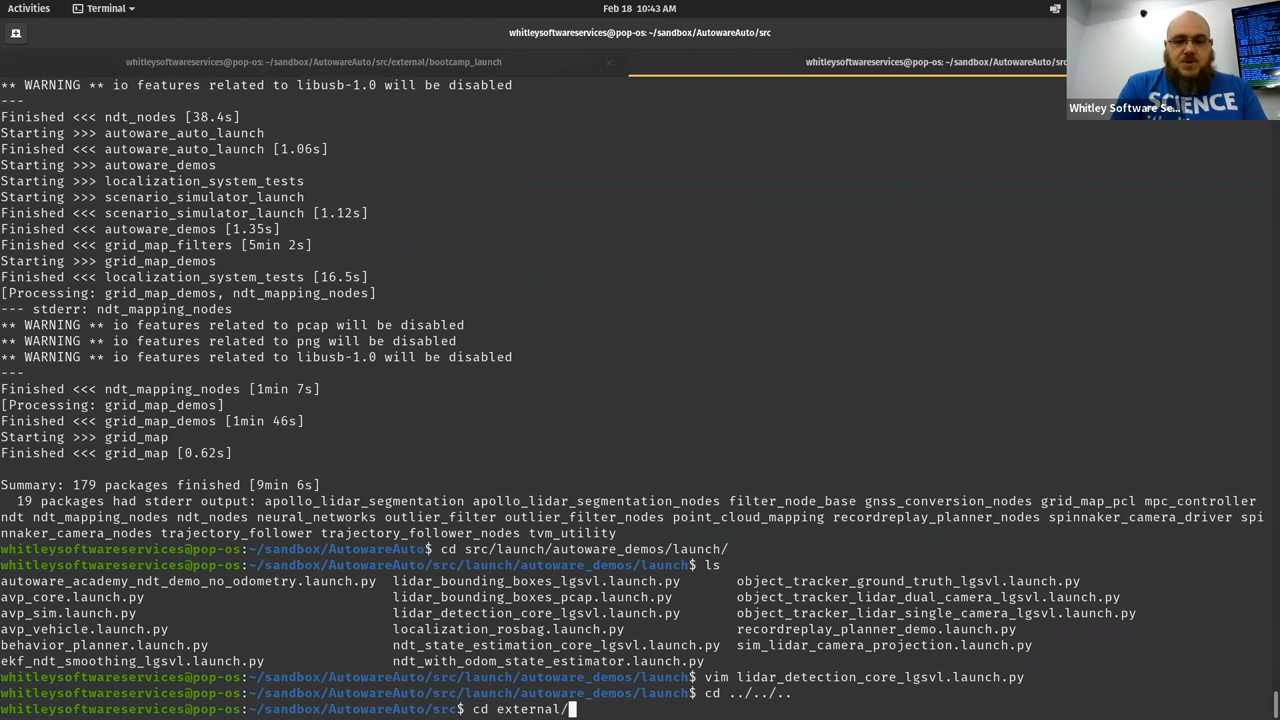 Activities
Terminal
Feb 18 10:43 AM
whitleysoftwareservices@pop-os: ~/sandbox/AutowareAuto/src
whitleysoftwareservices@pop-os: ~/sandbox/AutowareAuto/src/external/bootcamp_launch
whitleysoftwareservices@pop-os: ~/sandbox/AutowareAuto/src
SCIENCE
Whitley Software Se...
** WARNING ** io features related to libusb-1.0 will be disabled
---
Finished <<< ndt_nodes [38.4s]
Starting >>> autoware_auto_launch
Finished <<< autoware_auto_launch [1.06s]
Starting >>> autoware_demos
Starting >>> localization_system_tests
Starting >>> scenario_simulator_launch
Finished <<< scenario_simulator_launch [1.12s]
Finished <<< autoware_demos [1.35s]
Finished <<< grid_map_filters [5min 2s]
Starting >>> grid_map_demos
Finished <<< localization_system_tests [16.5s]
[Processing: grid_map_demos, ndt_mapping_nodes]
--- stderr: ndt_mapping_nodes
** WARNING ** io features related to pcap will be disabled
** WARNING ** io features related to png will be disabled
** WARNING ** io features related to libusb-1.0 will be disabled
---
Finished <<< ndt_mapping_nodes [1min 7s]
[Processing: grid_map_demos]
Finished <<< grid_map_demos [1min 46s]
Starting >>> grid_map
Finished <<< grid_map [0.62s]
Summary: 179 packages finished [9min 6s]
19 packages had stderr output: apollo_lidar_segmentation apollo_lidar_segmentation_nodes filter_node_base gnss_conversion_nodes grid_map_pcl mpc_controller
ndt ndt_mapping_nodes ndt_nodes neural_networks outlier_filter outlier_filter_nodes point_cloud_mapping recordreplay_planner_nodes spinnaker_camera_driver spi
nnaker_camera_nodes trajectory_follower trajectory_follower_nodes tvm_utility
whitleysoftwareservices@pop-os:~/sandbox/AutowareAuto$ cd src/launch/autoware_demos/launch/
whitleysoftwareservices@pop-os:~/sandbox/AutowareAuto/src/launch/autoware_demos/launch$ ls
autoware_academy_ndt_demo_no_odometry.launch.py lidar_bounding_boxes_lgsvl.launch.py object_tracker_ground_truth_lgsvl.launch.py
avp_core.launch.py lidar_bounding_boxes_pcap.launch.py object_tracker_lidar_dual_camera_lgsvl.launch.py
avp_sim.launch.py lidar_detection_core_lgsvl.launch.py object_tracker_lidar_single_camera_lgsvl.launch.py
avp_vehicle.launch.py localization_rosbag.launch.py recordreplay_planner_demo.launch.py
behavior_planner.launch.py ndt_state_estimation_core_lgsvl.launch.py sim_lidar_camera_projection.launch.py
ekf_ndt_smoothing_lgsvl.launch.py ndt_with_odom_state_estimator.launch.py
whitleysoftwareservices@pop-os:~/sandbox/AutowareAuto/src/launch/autoware_demos/launch$ vim lidar_detection_core_lgsvl.launch.py
whitleysoftwareservices@pop-os:~/sandbox/AutowareAuto/src/launch/autoware_demos/launch$ cd ../../..
whitleysoftwareservices@pop-os:~/sandbox/AutowareAuto/src$ cd external/